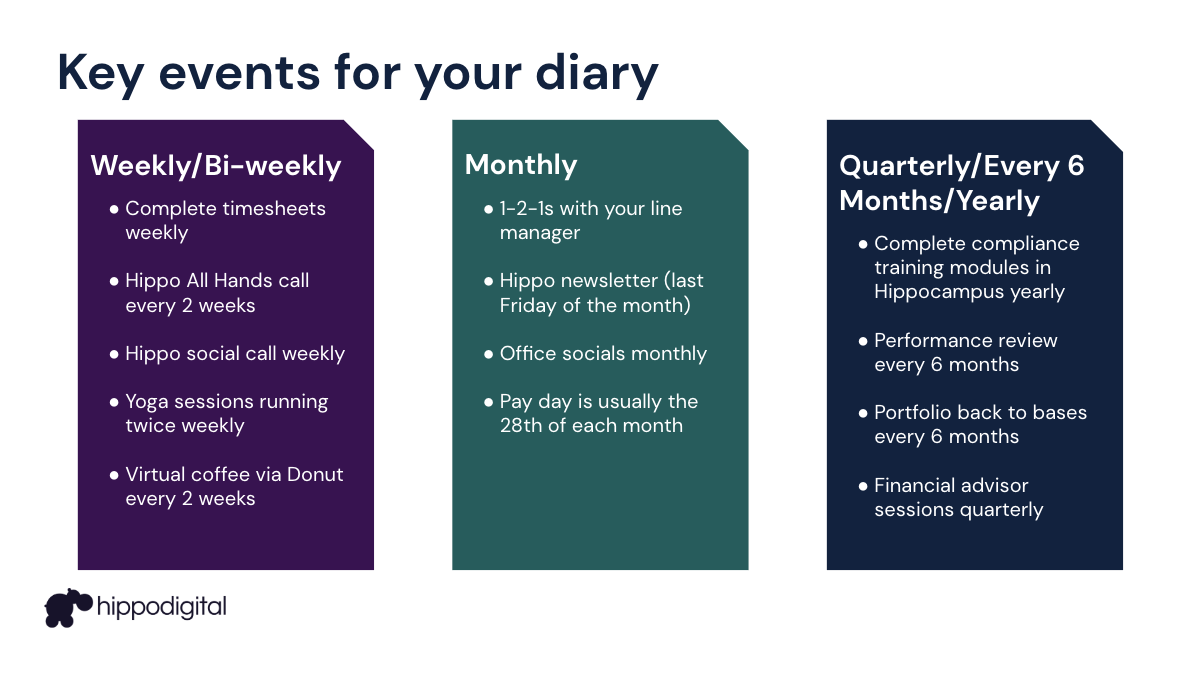 Key events for your diary
Weekly/Bi-weekly
● Complete timesheets
weekly
● Hippo All Hands call
every 2 weeks
● Hippo social call weekly
● Yoga sessions running
twice weekly
● Virtual coffee via Donut
every 2 weeks
Monthly
● 1-2-1s with your line
manager
● Hippo newsletter (last
Friday of the month)
● Office socials monthly
● Pay day is usually the
28th of each month
Quarterly/Every 6
Months/Yearly
● Complete compliance
training modules in
Hippocampus yearly
● Performance review
every 6 months
● Portfolio back to bases
every 6 months
● Financial advisor
sessions quarterly
hippodigital